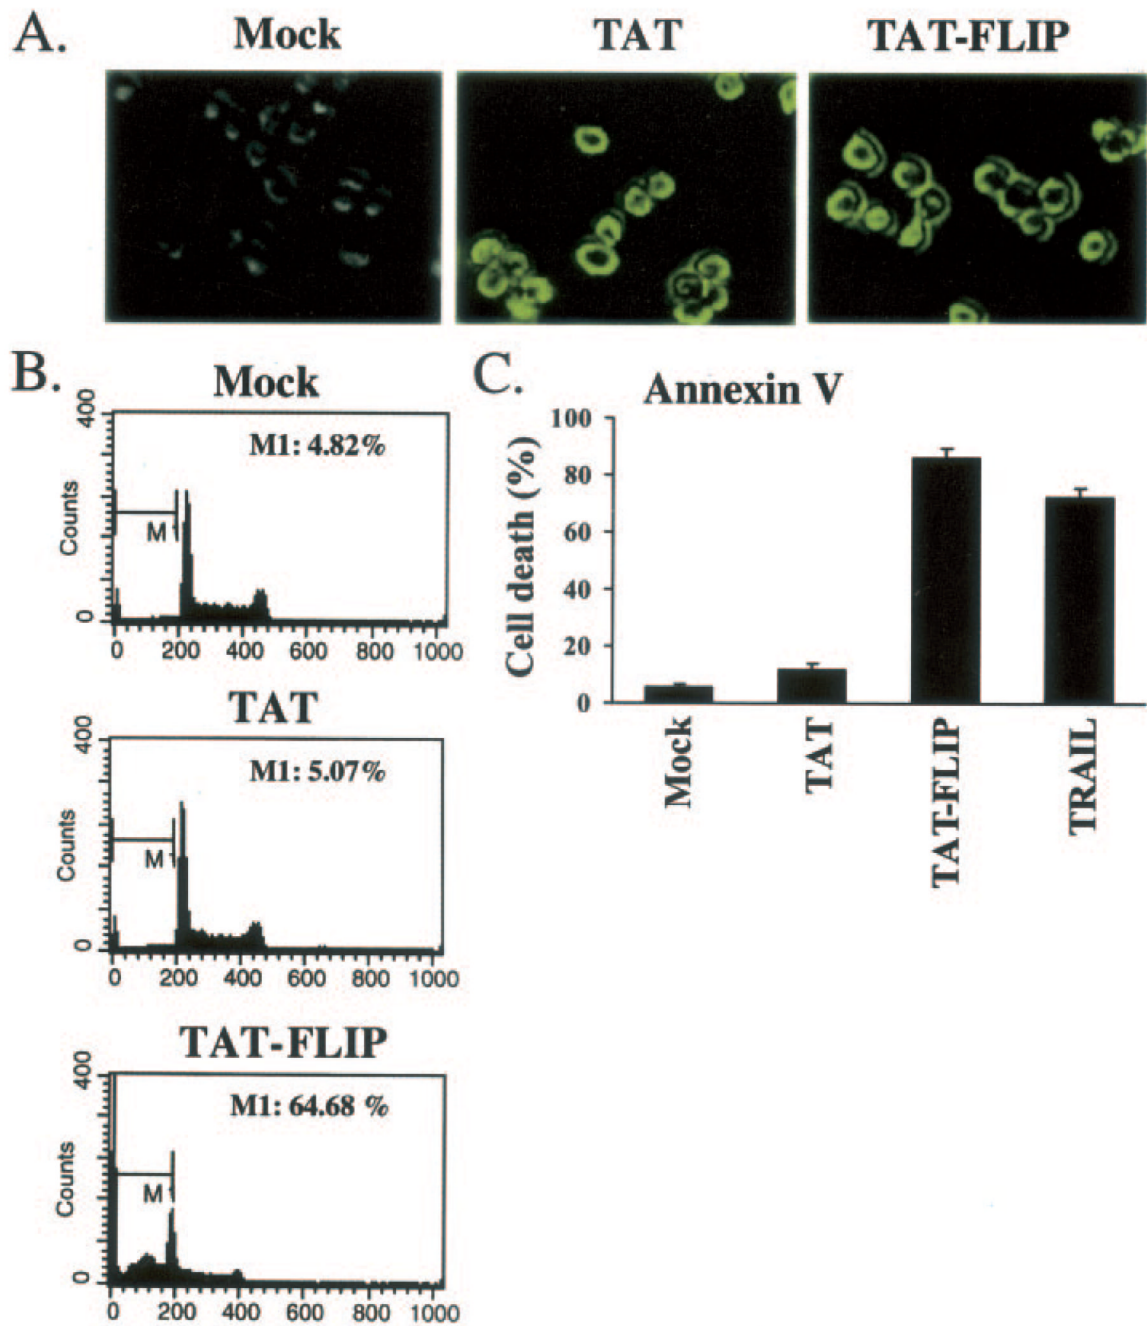 A.
Mock
TAT
TAT-FLIP
B.
Mock
400
Counts
0
M1: 4.82%
M1
0 200 400 600 800 1000
TAT
400
Counts
0
M1: 5.07%
M1
0 200 400 600 800 1000
TAT-FLIP
400
Counts
0
M1: 64.68 %
M1
0 200 400 600 800 1000
C.
Annexin V
Cell death (%)
100
80
60
40
20
0
Mock
TAT
TAT-FLIP
TRAIL